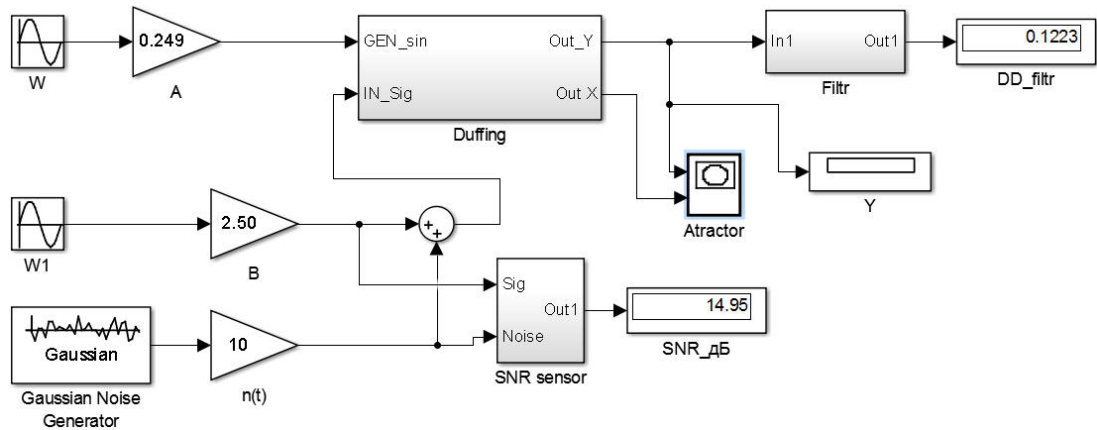 W
0.249
A
GEN_sin
IN_Sig
Out_Y
Out X
Duffing
In1
Out1
Filtr
0.1223
DD_filtr
Atractor
Y
W1
2.50
B
+
+
Gaussian
Gaussian Noise
Generator
10
n(t)
Sig
Noise
Out1
SNR sensor
14.95
SNR_дБ